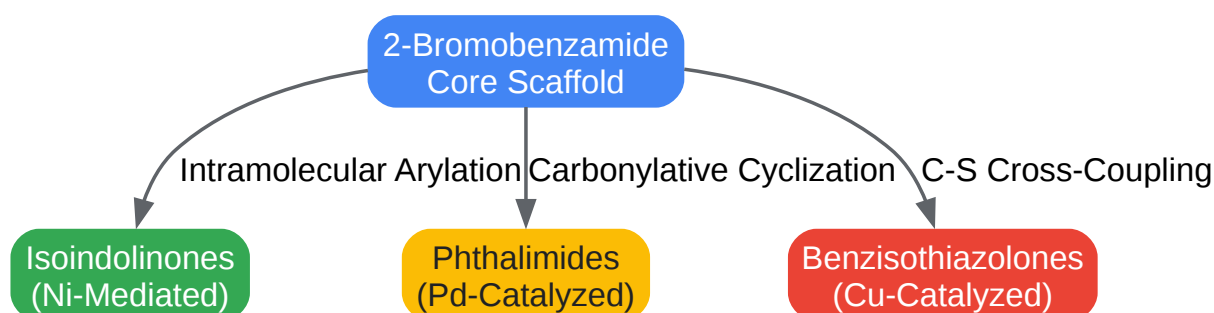 2-Bromobenzamide
Core Scaffold
Intramolecular Arylation
Carbonylative Cyclization
C-S Cross-Coupling
Isoindolinones
(Ni-Mediated)
Phthalimides
(Pd-Catalyzed)
Benzisothiazolones
(Cu-Catalyzed)